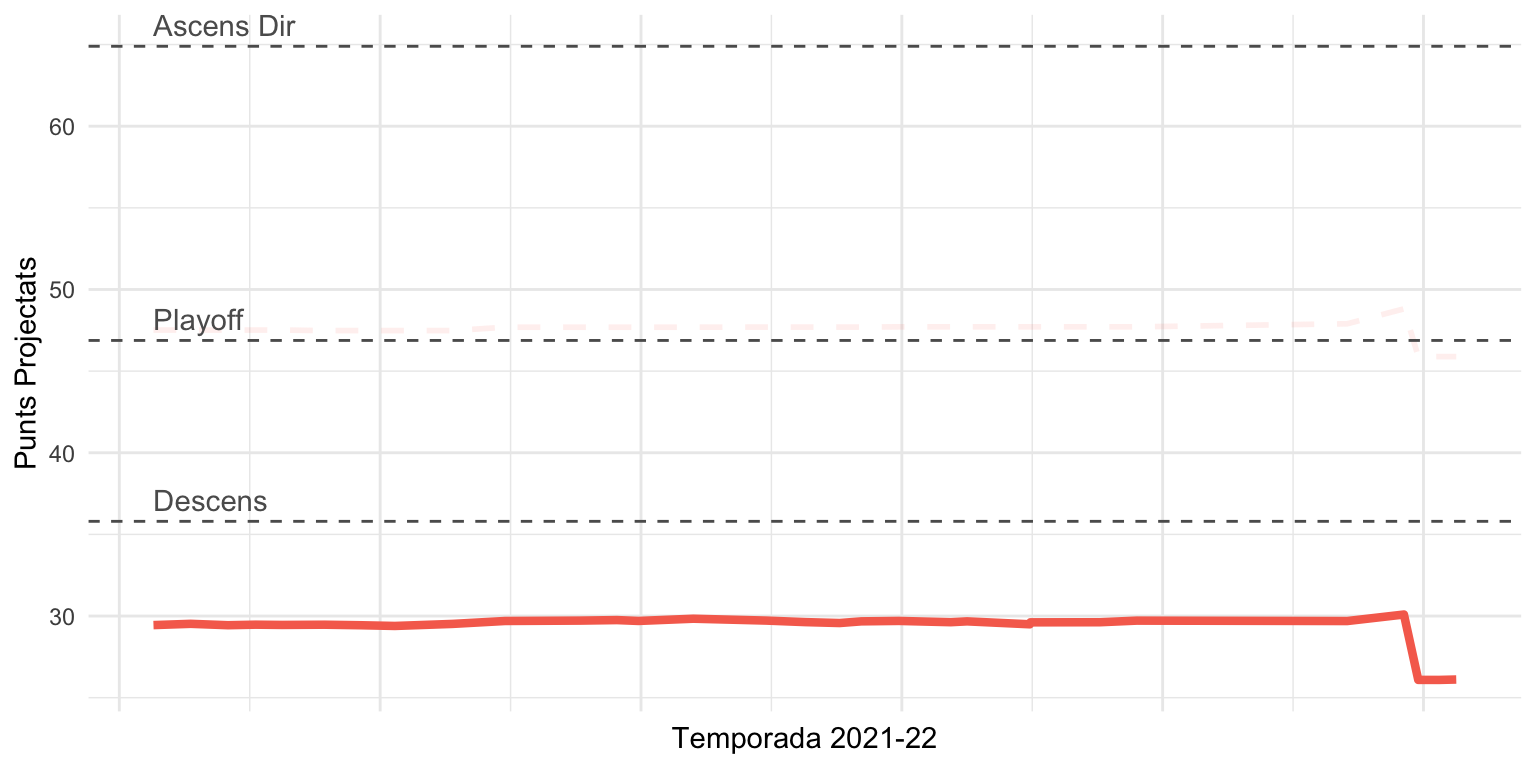 Ascens Dir
60
50
Playoff
40
Descens
30
Punts Projectats
Temporada 2021-22